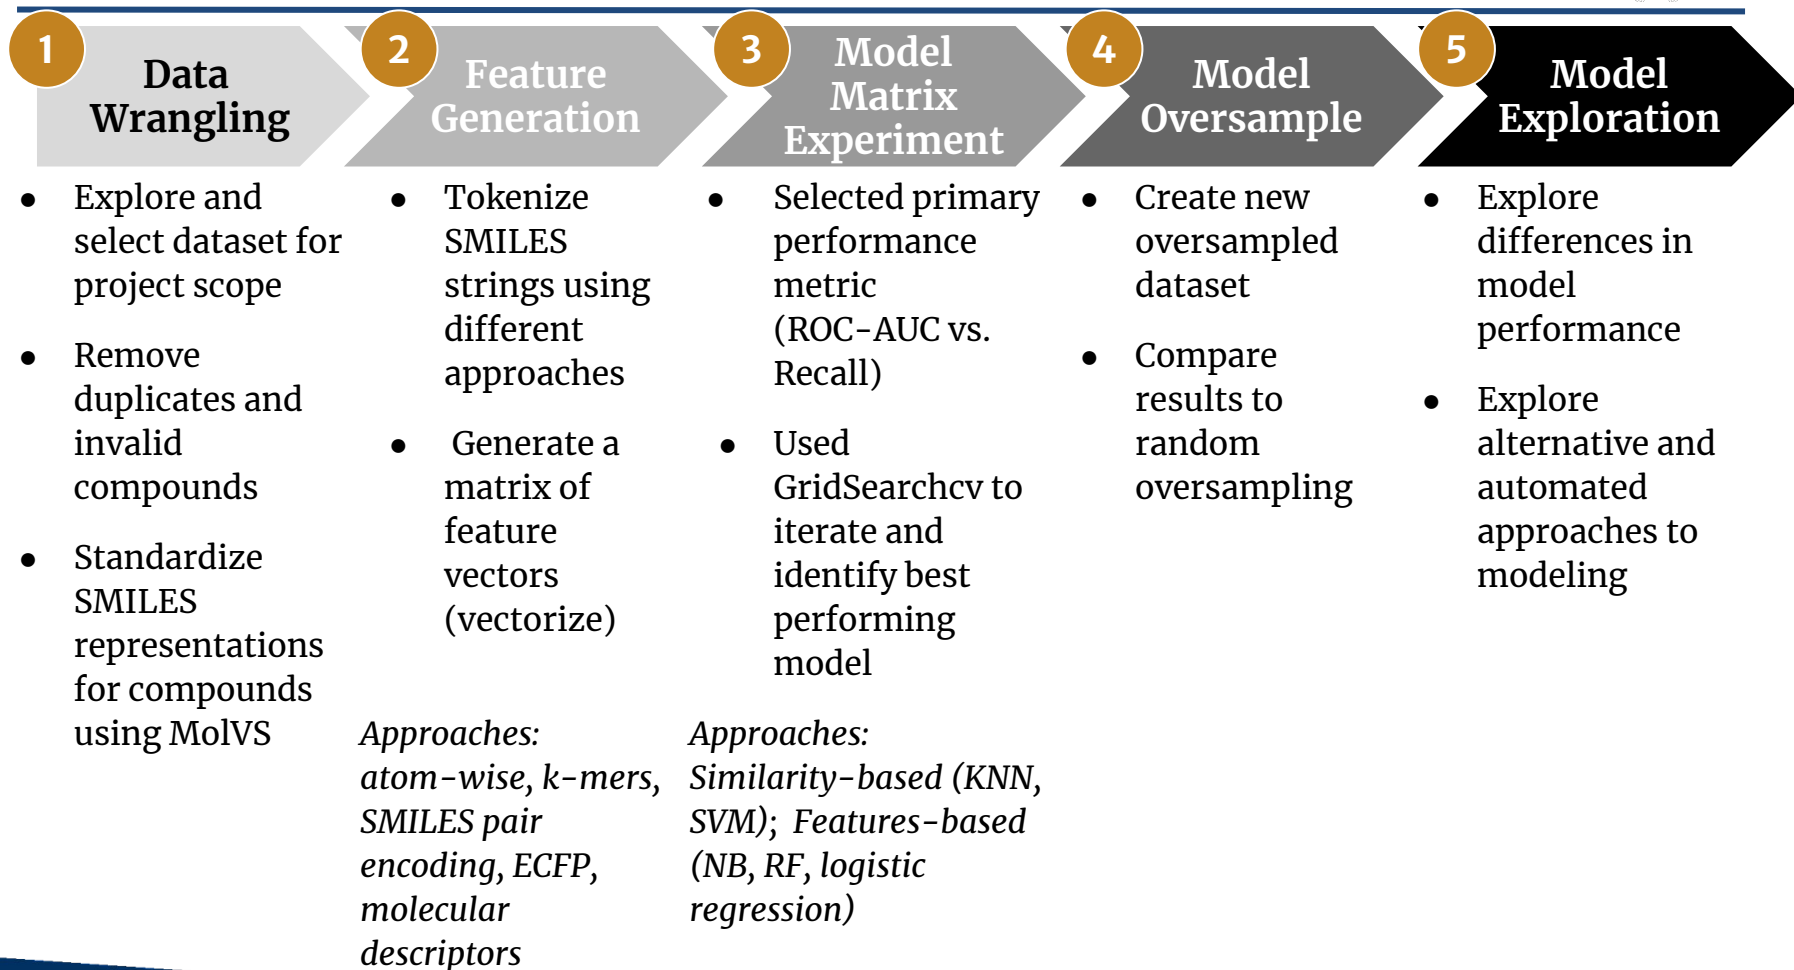 1
Data
Wrangling
● Explore and
select dataset for
project scope
● Remove
duplicates and
invalid
compounds
● Standardize
SMILES
representations
for compounds
using MolVS
2
Feature
Generation
● Tokenize
SMILES
strings using
different
approaches
● Generate a
matrix of
feature
vectors
(vectorize)
Approaches:
atom-wise, k-mers,
SMILES pair
encoding, ECFP,
molecular
descriptors
3
Model
Matrix
Experiment
● Selected primary
performance
metric
(ROC-AUC vs.
Recall)
● Used
GridSearchcv to
iterate and
identify best
performing
model
Approaches:
Similarity-based (KNN,
SVM); Features-based
(NB, RF, logistic
regression)
4
Model
Oversample
● Create new
oversampled
dataset
● Compare
results to
random
oversampling
5
Model
Exploration
● Explore
differences in
model
performance
● Explore
alternative and
automated
approaches to
modeling